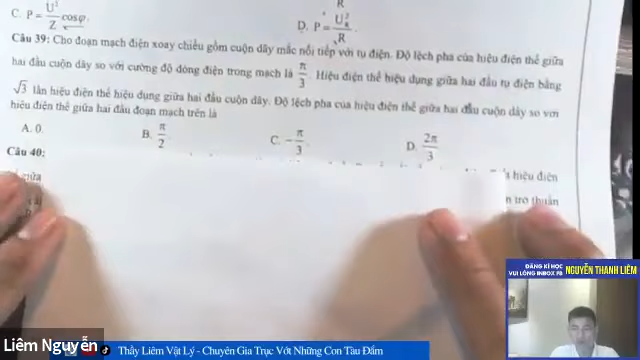 C. P = U²/Z cosφ.
R
D. P = U²R/R.
Câu 39: Cho đoạn mạch điện xoay chiều gồm cuộn dây mắc nối tiếp với tụ điện. Độ lệch pha của hiệu điện thế giữa
hai đầu cuộn dây so với cường độ dòng điện trong mạch là π/3. Hiệu điện thế hiệu dụng giữa hai đầu tụ điện bằng
√3 lần hiệu điện thế hiệu dụng giữa hai đầu cuộn dây. Độ lệch pha của hiệu điện thế giữa hai đầu cuộn dây so với
hiệu điện thế giữa hai đầu đoạn mạch trên là
A. 0.
B. π/2.
C. -π/3.
D. 2π/3
Câu 40:
hiệu điện
giữa
thuần
ĐĂNG KÍ HỌC
VUI LÒNG INBOX FB
NGUYỄN THANH LIÊM
Liêm Nguyễn
Thầy Liêm Vật Lý - Chuyên Gia Trục Vớt Những Con Tàu Đắm